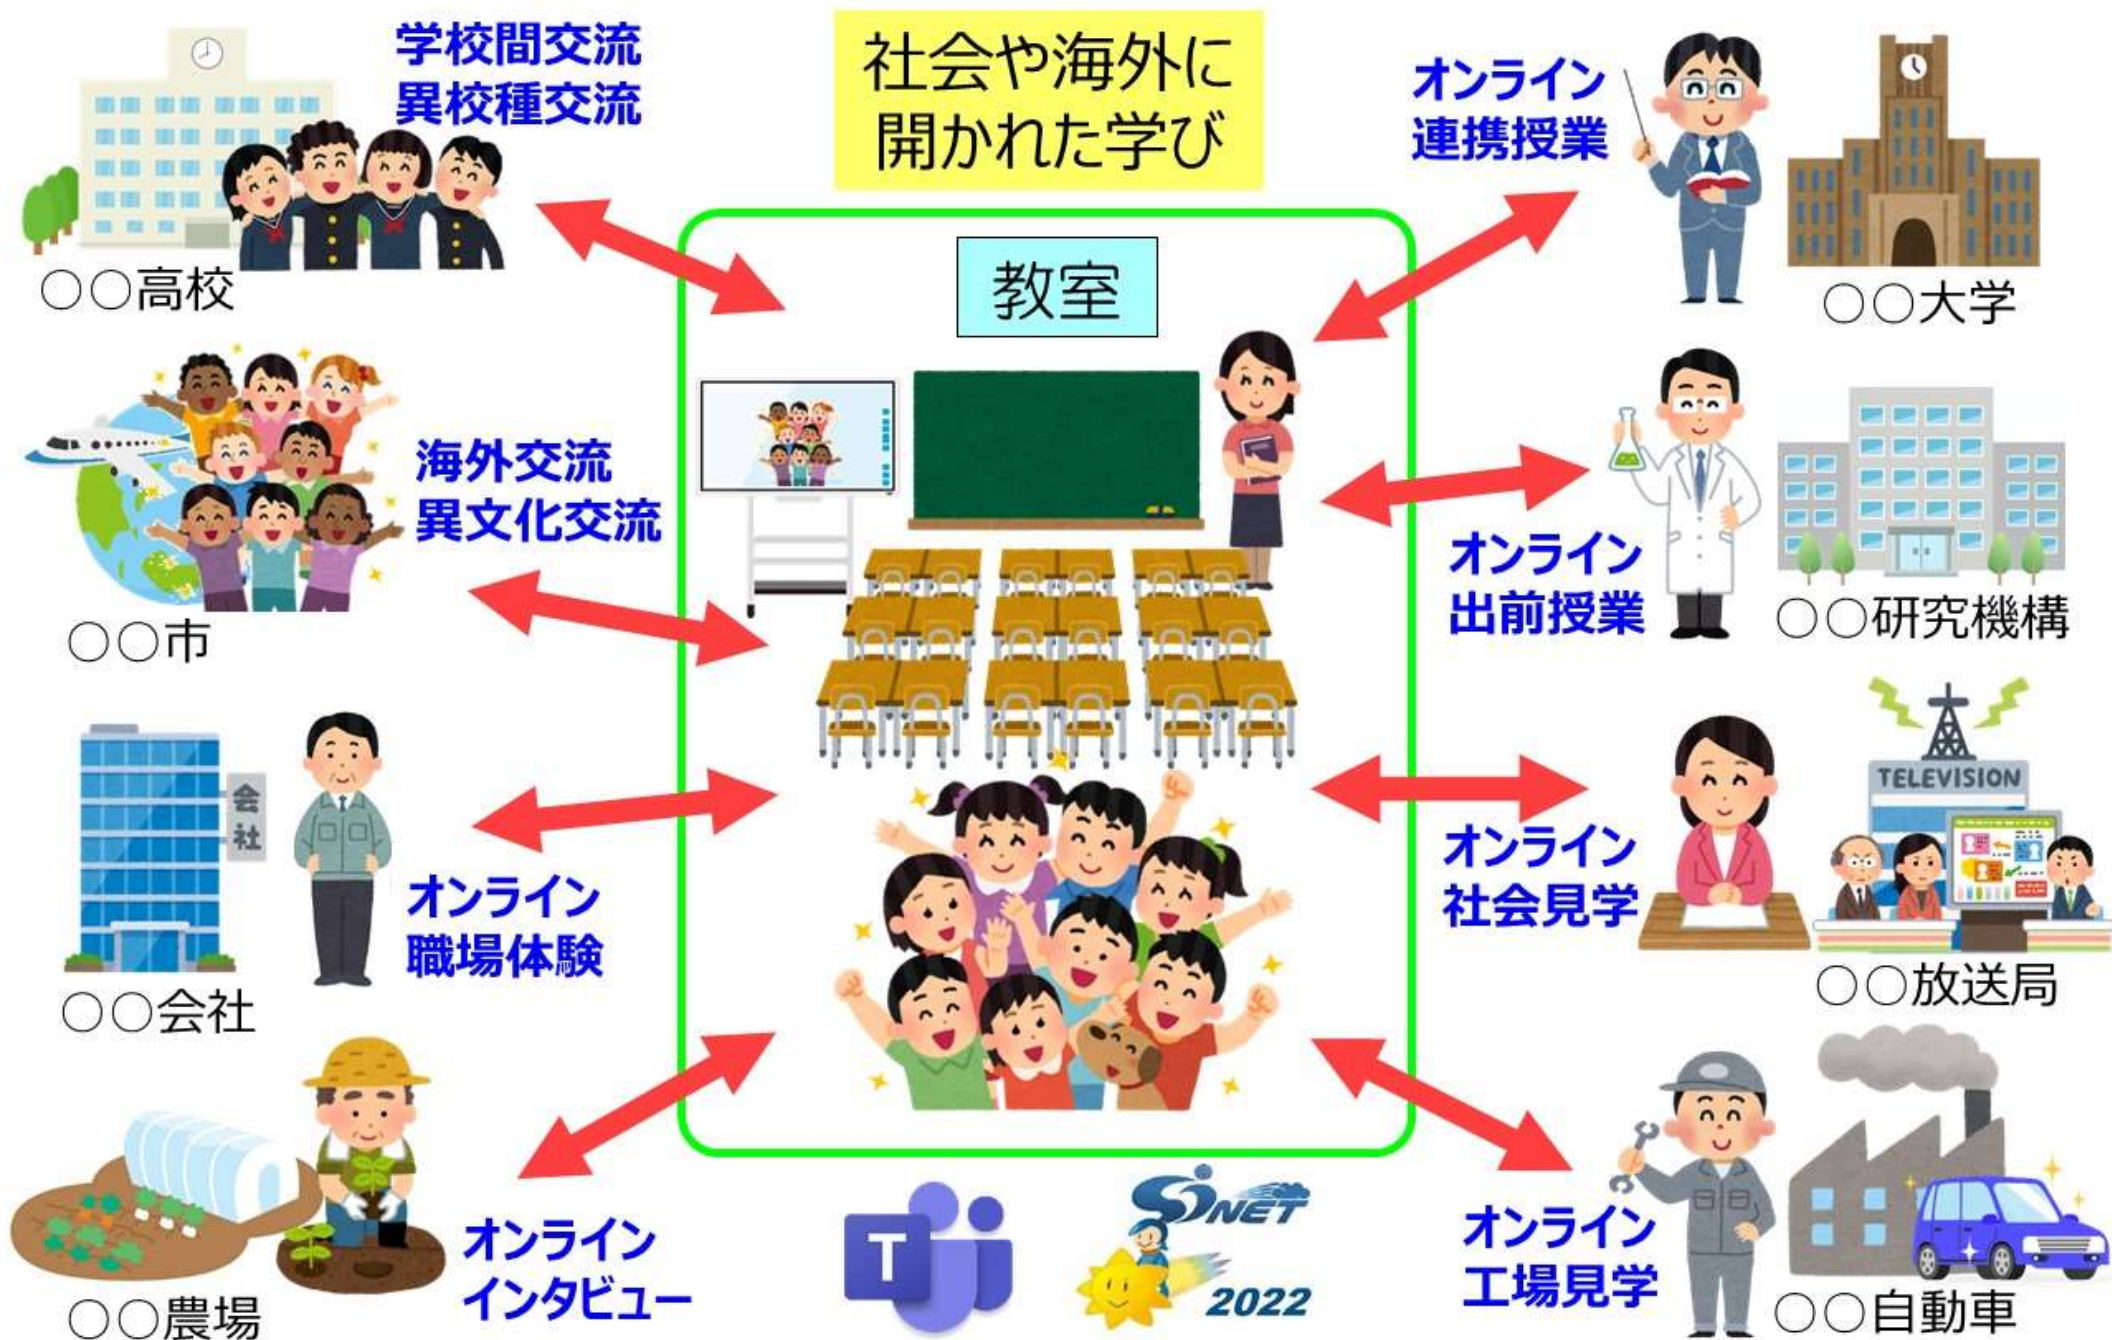 社会や海外に
開かれた学び
教室
学校間交流
異校種交流
○○高校
海外交流
異文化交流
○○市
会社
オンライン
職場体験
○○会社
オンライン
インタビュー
○○農場
オンライン
連携授業
○○大学
オンライン
出前授業
○○研究機構
TELEVISION
オンライン
社会見学
○○放送局
オンライン
工場見学
○○自動車
T
SINET
2022